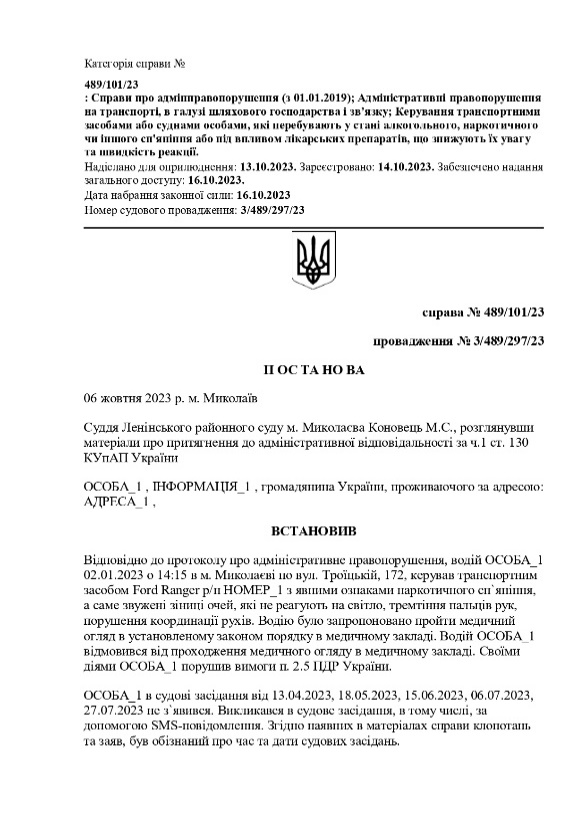 Категорія справи №
489/101/23
: Справи про адмінправопорушення (з 01.01.2019); Адміністративні правопорушення
на транспорті, в галузі шляхового господарства і зв'язку; Керування транспортними
засобами або суднами особами, які перебувають у стані алкогольного, наркотичного
чи іншого сп'яніння або під впливом лікарських препаратів, що знижують їх увагу
та швидкість реакції.
Надіслано для оприлюднення: 13.10.2023. Зареєстровано: 14.10.2023. Забезпечено надання
загального доступу: 16.10.2023.
Дата набрання законної сили: 16.10.2023
Номер судового провадження: 3/489/297/23
справа № 489/101/23
провадження № 3/489/297/23
П ОС ТА НО ВА
06 жовтня 2023 р. м. Миколаїв
Суддя Ленінського районного суду м. Миколаєва Коновець М.С., розглянувши
матеріали про притягнення до адміністративної відповідальності за ч.1 ст. 130
КУпАП України
ОСОБА_1 , ІНФОРМАЦІЯ_1 , громадянина України, проживаючого за адресою:
АДРЕСА_1 ,
ВСТАНОВИВ
Відповідно до протоколу про адміністративне правопорушення, водій ОСОБА_1
02.01.2023 о 14:15 в м. Миколаєві по вул. Троїцькій, 172, керував транспортним
засобом Ford Ranger р/п НОМЕР_1 з явними ознаками наркотичного сп`яніння,
а саме звужені зіниці очей, які не реагують на світло, тремтіння пальців рук,
порушення координації рухів. Водію було запропоновано пройти медичний
огляд в установленому законом порядку в медичному закладі. Водій ОСОБА_1
відмовився від проходження медичного огляду в медичному закладі. Своїми
діями ОСОБА_1 порушив вимоги п. 2.5 ПДР України.
ОСОБА_1 в судові засідання від 13.04.2023, 18.05.2023, 15.06.2023, 06.07.2023,
27.07.2023 не з`явився. Викликався в судове засідання, в тому числі, за
допомогою SMS-повідомлення. Згідно наявних в матеріалах справи клопотань
та заяв, був обізнаний про час та дати судових засідань.